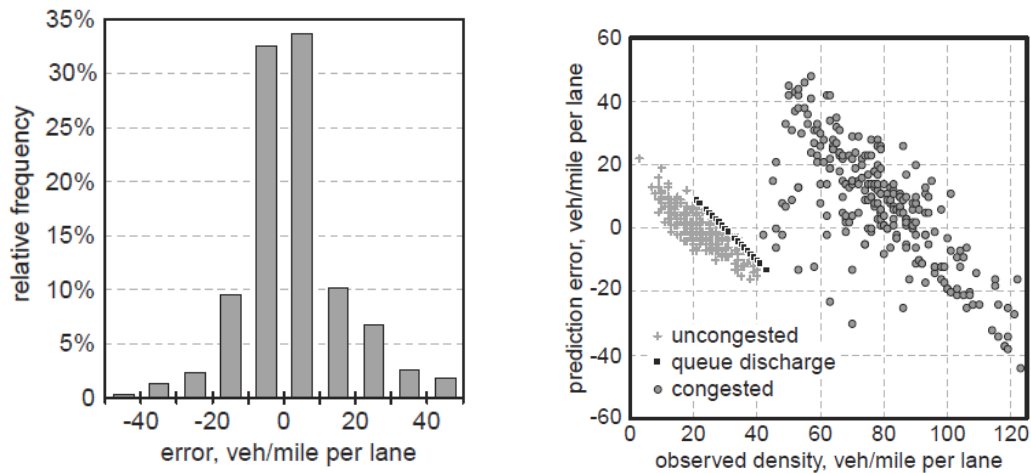 35%
30%
25%
20%
15%
10%
5%
0
relative frequency
-40 -20 0 20 40
error, veh/mile per lane
60
40
20
0
-20
-40
-60
prediction error, veh/mile per lane
uncongested
queue discharge
congested
0 20 40 60 80 100 120
observed density, veh/mile per lane